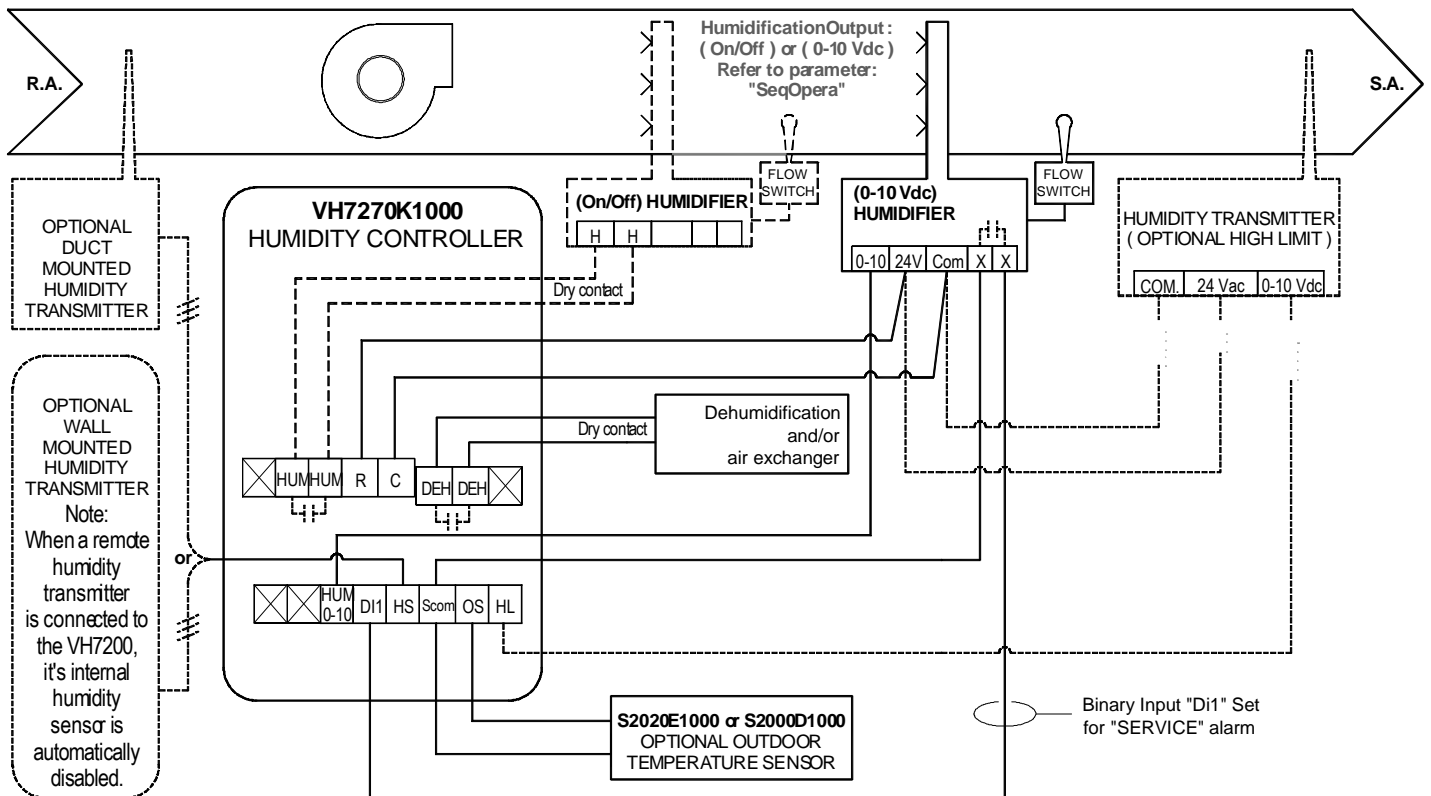 R.A.
HumidificationOutput :
( On/Off ) or ( 0-10 Vdc )
Refer to parameter:
"SeqOpera"
S.A.
OPTIONAL
DUCT
MOUNTED
HUMIDITY
TRANSMITTER
VH7270K1000
HUMIDITY CONTROLLER
(On/Off) HUMIDIFIER
H H
FLOW
SWITCH
(0-10 Vdc)
HUMIDIFIER
0-10 24V Com X X
FLOW
SWITCH
HUMIDITY TRANSMITTER
( OPTIONAL HIGH LIMIT )
COM. 24 Vac 0-10 Vdc
Dry contact
OPTIONAL
WALL
MOUNTED
HUMIDITY
TRANSMITTER
Note:
When a remote
humidity
transmitter
is connected to
the VH7200,
it's internal
humidity
sensor is
automatically
disabled.
or
Dry contact
Dehumidification
and/or
air exchanger
HUM HUM R C DEH DEH
HUM
0-10 DI1 HS Scom OS HL
S2020E1000 or S2000D1000
OPTIONAL OUTDOOR
TEMPERATURE SENSOR
Binary Input "Di1" Set
for "SERVICE" alarm